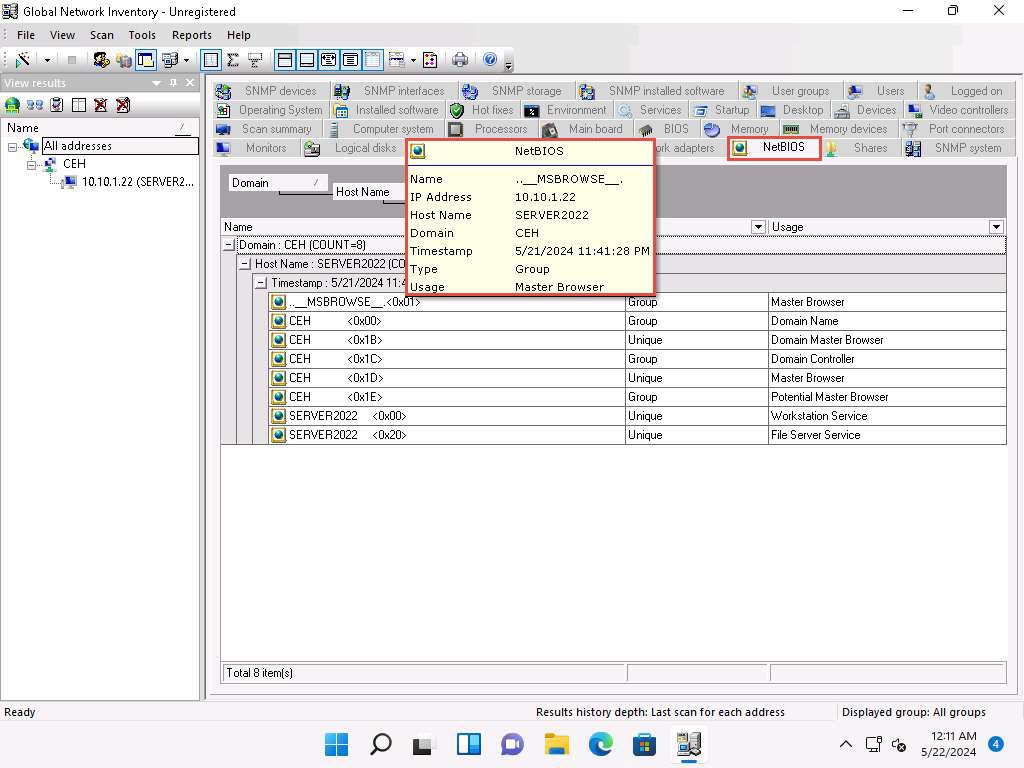 Global Network Inventory - Unregistered
File View Scan Tools Reports Help
View results
Name
All addresses
CEH
10.10.1.22 (SERVER2...
SNMP devices SNMP interfaces SNMP storage SNMP installed software User groups Users Logged on
Operating System Installed software Hot fixes Environment Services Startup Desktop Devices Video controllers
Scan summary Computer system Processors Main board BIOS Memory Memory devices Port connectors
Monitors Logical disks rk adapters NetBIOS Shares SNMP system
Domain
Host Name
NetBIOS
Name ..__MSBROWSE__.
IP Address 10.10.1.22
Host Name SERVER2022
Domain CEH
Timestamp 5/21/2024 11:41:28 PM
Type Group
Usage Master Browser
Name Usage
Domain : CEH (COUNT=8)
Host Name : SERVER2022 (CO
Timestamp : 5/21/2024 11:4
..__MSBROWSE__.<0x01> Group Master Browser
CEH <0x00> Group Domain Name
CEH <0x1B> Unique Domain Master Browser
CEH <0x1C> Group Domain Controller
CEH <0x1D> Unique Master Browser
CEH <0x1E> Group Potential Master Browser
SERVER2022 <0x00> Unique Workstation Service
SERVER2022 <0x20> Unique File Server Service
Total 8 item(s)
Ready Results history depth: Last scan for each address Displayed group: All groups
12:11 AM
5/22/2024
4